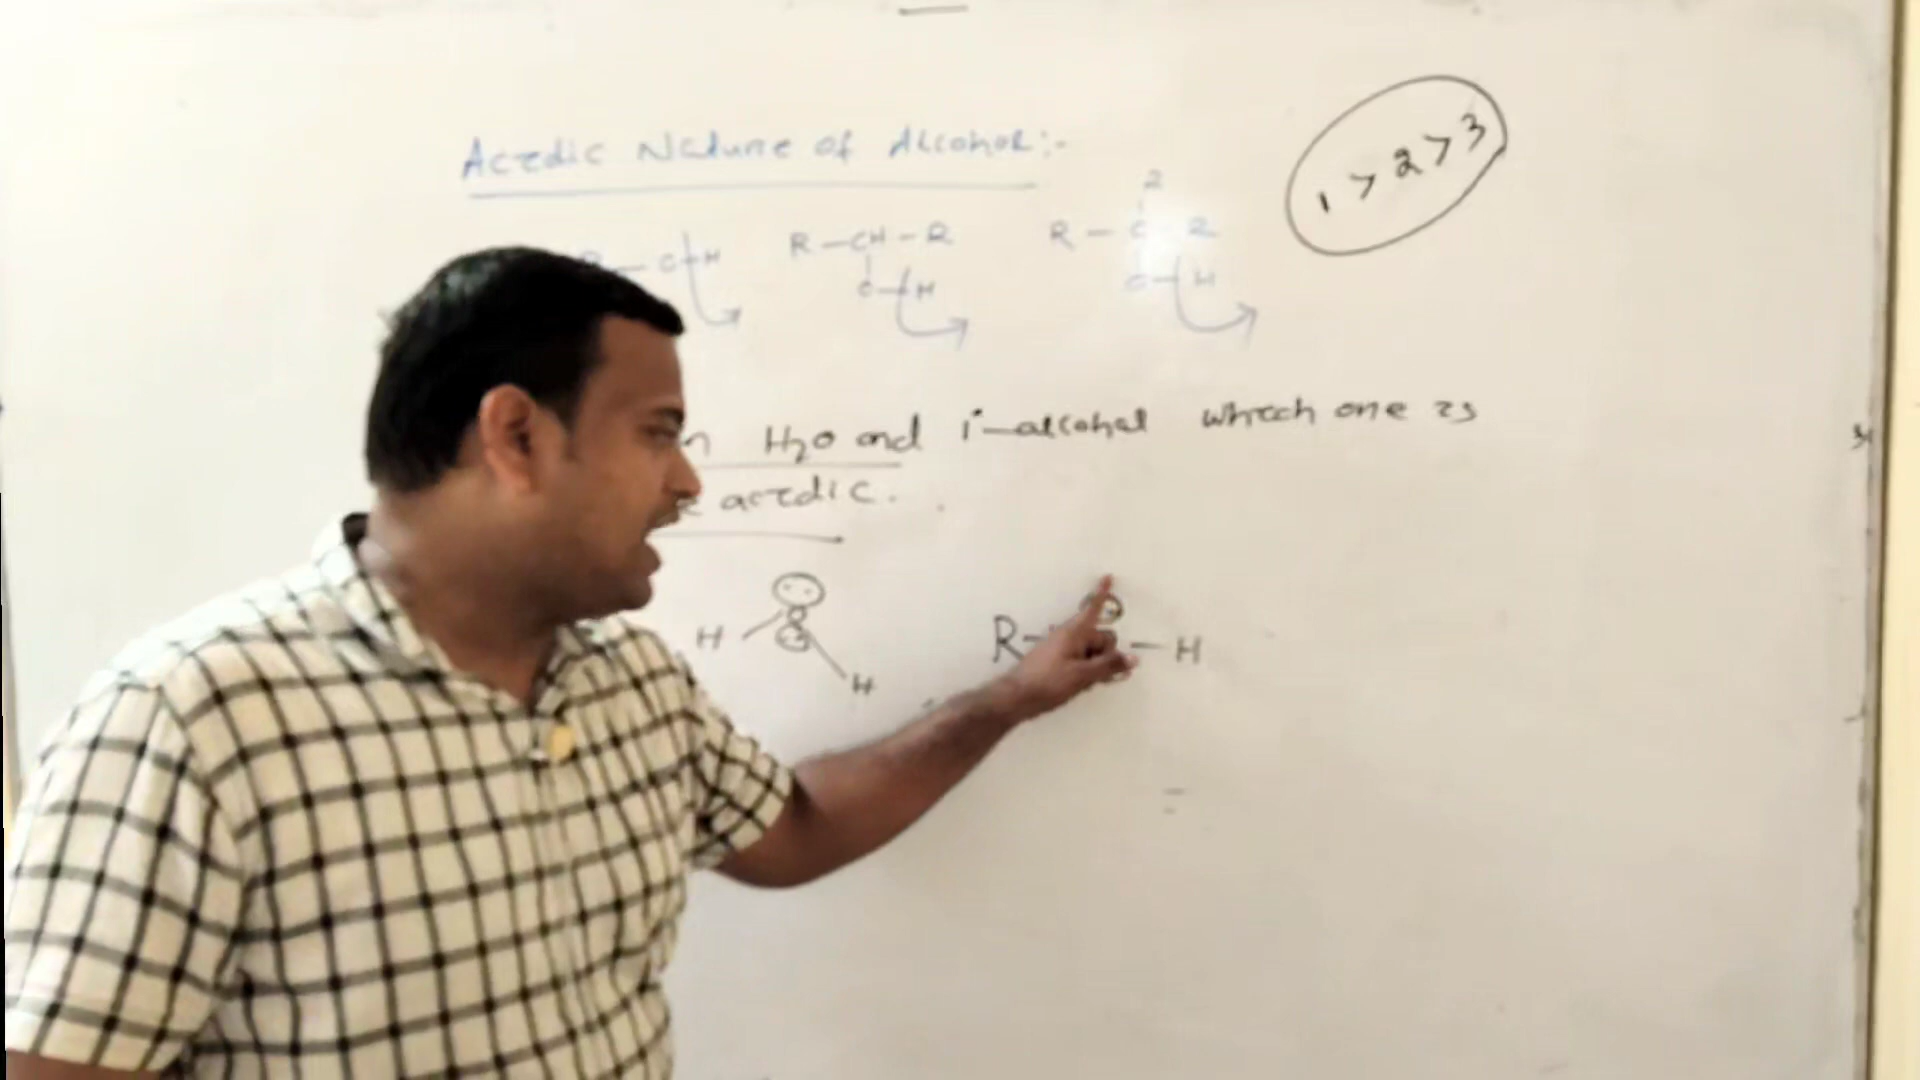 Acidic Nature of Alcohol:-
1 > 2 > 3
R
R — O — H
R — CH — R
R — C R
O — H
O — H
H2O and 1°-alcohol which one is
acidic.
H O H
R — O — H